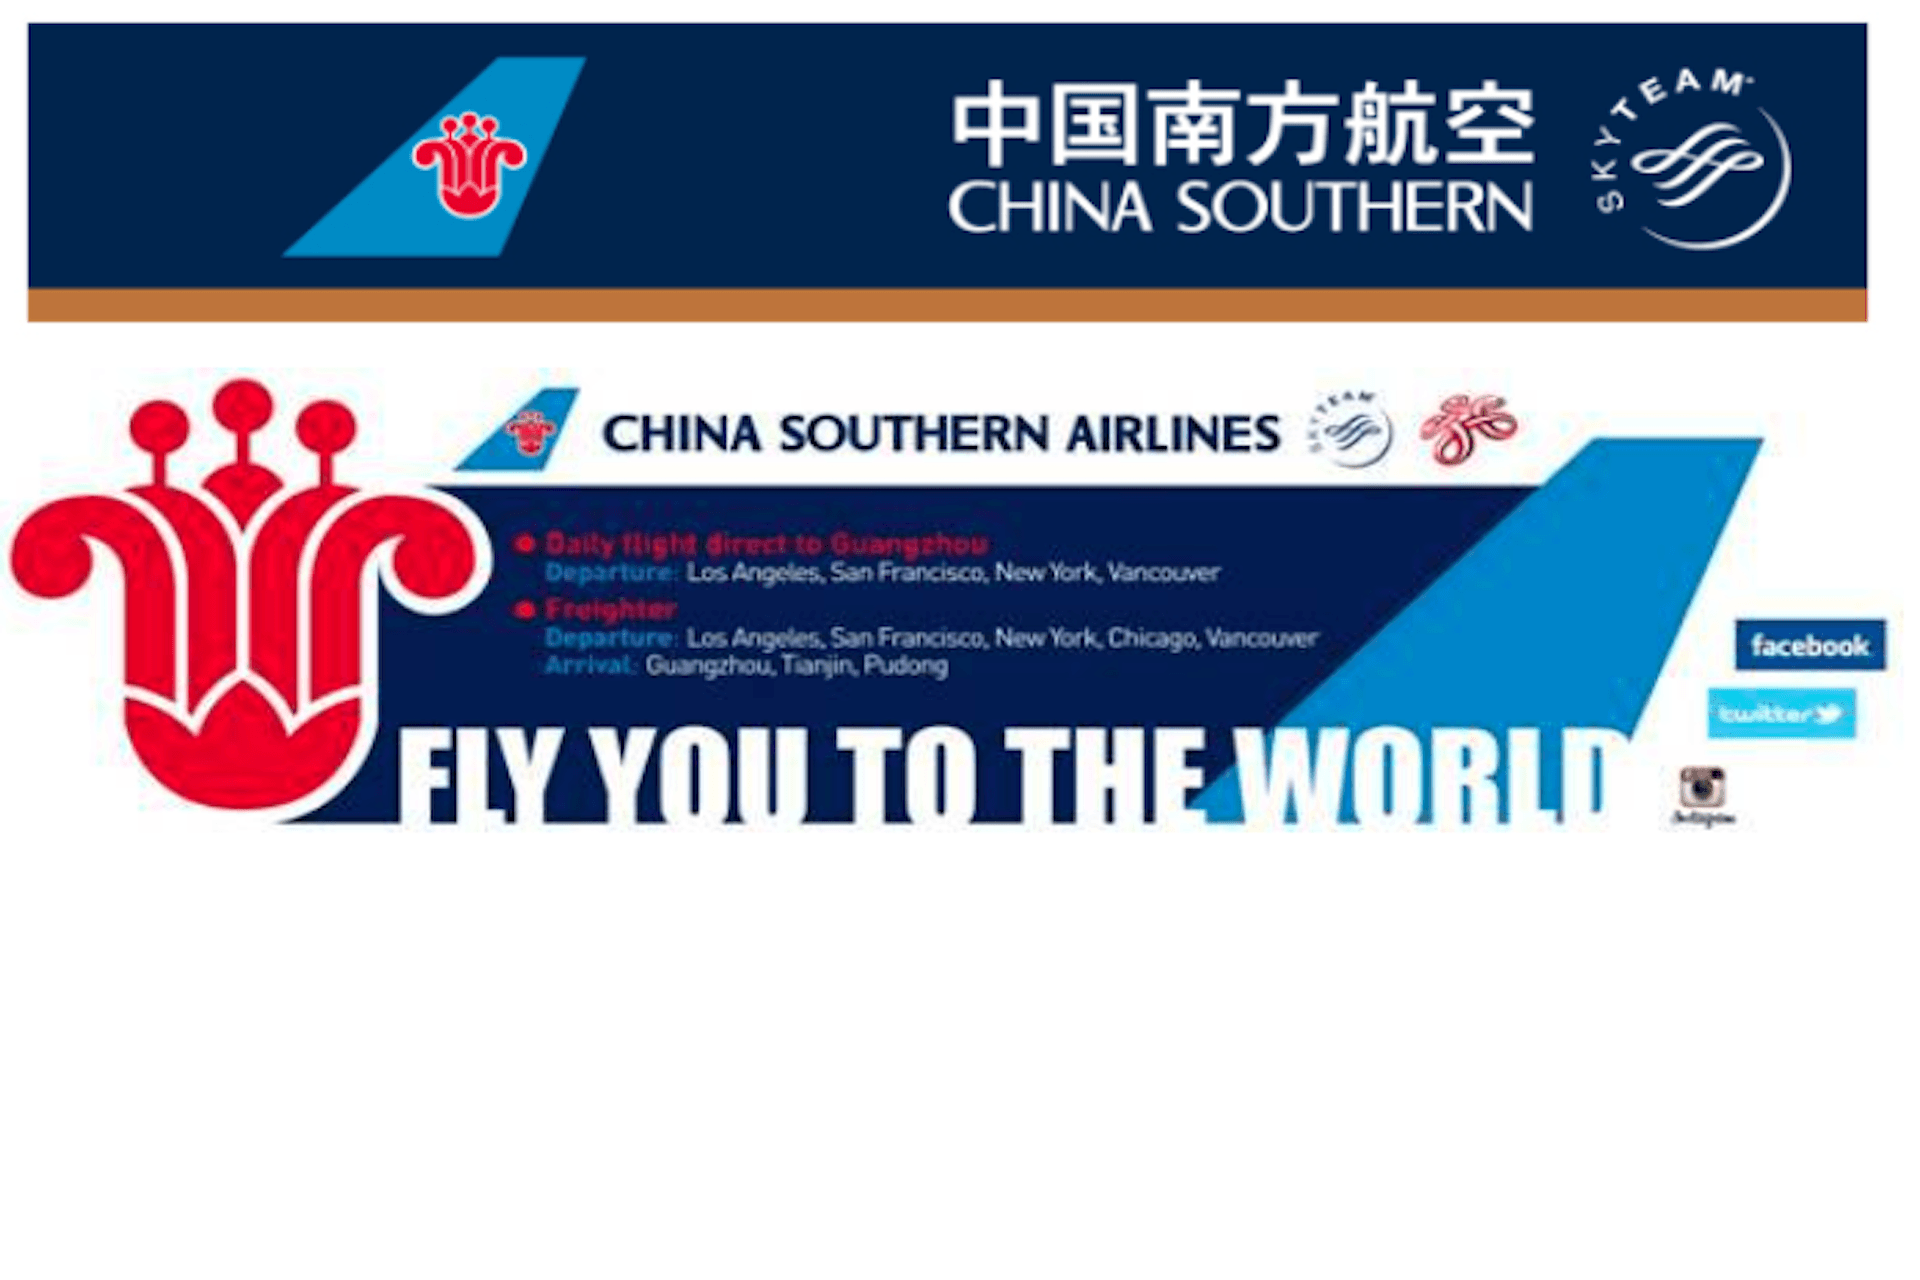 中国南方航空
CHINA SOUTHERN
SKYTEAM
CHINA SOUTHERN AIRLINES
SKYTEAM
Daily flight direct to Guangzhou
Departure: Los Angeles, San Francisco, New York, Vancouver
Freighter
Departure: Los Angeles, San Francisco, New York, Chicago, Vancouver
Arrival: Guangzhou, Tianjin, Pudong
FLY YOU TO THE WORLD
facebook
twitter
Instagram